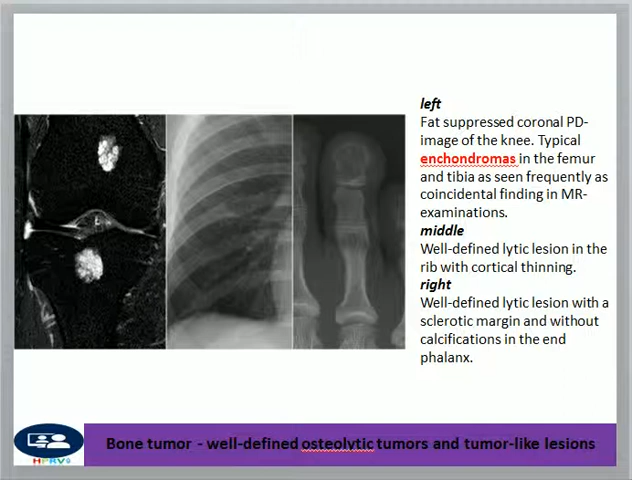 left
Fat suppressed coronal PD-
image of the knee. Typical
enchondromas in the femur
and tibia as seen frequently as
coincidental finding in MR-
examinations.
middle
Well-defined lytic lesion in the
rib with cortical thinning.
right
Well-defined lytic lesion with a
sclerotic margin and without
calcifications in the end
phalanx.
Bone tumor - well-defined osteolytic tumors and tumor-like lesions